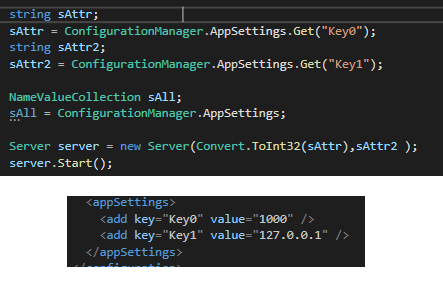 string sAttr;
sAttr = ConfigurationManager.AppSettings.Get("Key0");
string sAttr2;
sAttr2 = ConfigurationManager.AppSettings.Get("Key1");
NameValueCollection sAll;
sAll = ConfigurationManager.AppSettings;
Server server = new Server(Convert.ToInt32(sAttr),sAttr2 );
server.Start();
<appSettings>
<add key="Key0" value="1000" />
<add key="Key1" value="127.0.0.1" />
</appSettings>
</configuration>